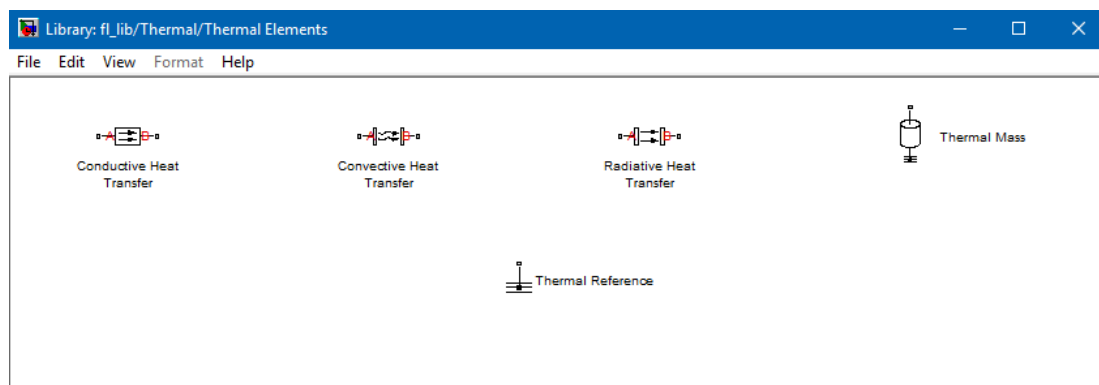 Library: fl_lib/Thermal/Thermal Elements
File Edit View Format Help
A B
Conductive Heat
Transfer
A B
Convective Heat
Transfer
A B
Radiative Heat
Transfer
Thermal Mass
Thermal Reference